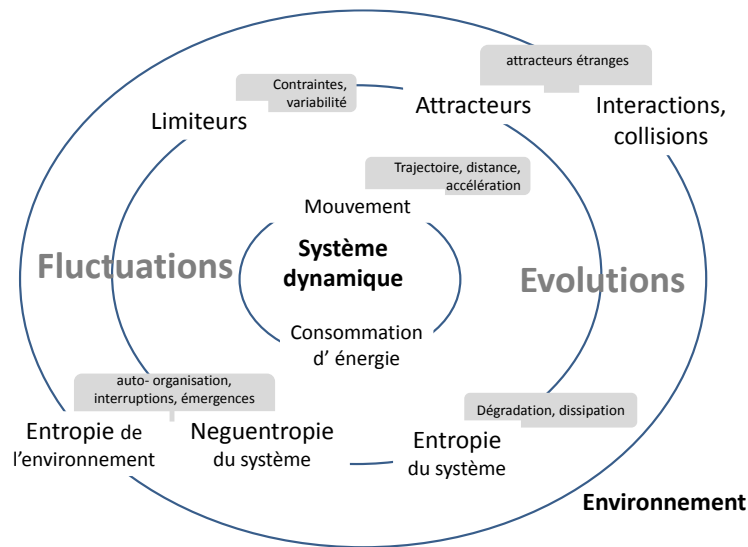 attracteurs étranges
Contraintes,
variabilité
Attracteurs
Interactions,
collisions
Limiteurs
Trajectoire, distance,
accélération
Mouvement
Système
dynamique
Fluctuations
Evolutions
Consommation
d’ énergie
auto- organisation,
interruptions, émergences
Dégradation, dissipation
Entropie de
l’environnement
Neguentropie
du système
Entropie
du système
Environnement